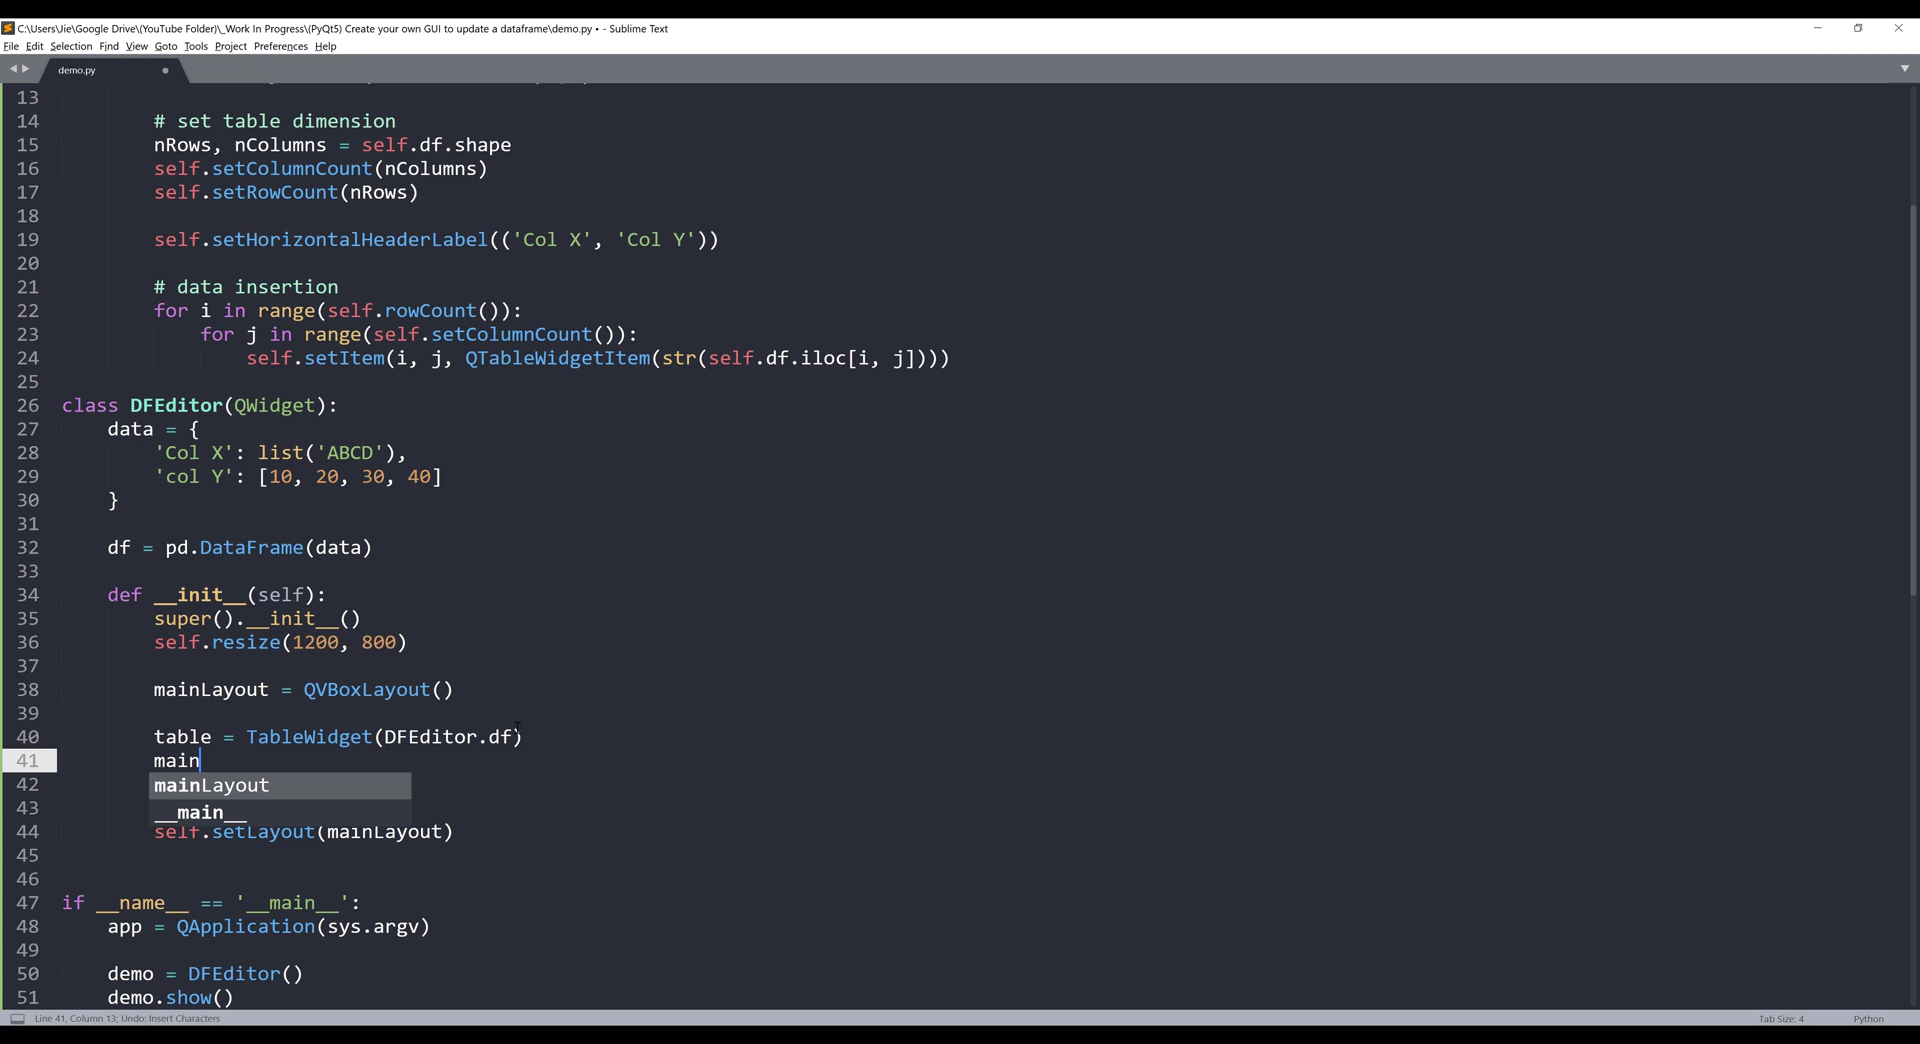 C:\Users\Jie\Google Drive\(YouTube Folder)\_Work In Progress\(PyQt5) Create your own GUI to update a dataframe\demo.py • - Sublime Text
File Edit Selection Find View Goto Tools Project Preferences Help
demo.py
13
14 # set table dimension
15 nRows, nColumns = self.df.shape
16 self.setColumnCount(nColumns)
17 self.setRowCount(nRows)
18
19 self.setHorizontalHeaderLabel(('Col X', 'Col Y'))
20
21 # data insertion
22 for i in range(self.rowCount()):
23 for j in range(self.setColumnCount()):
24 self.setItem(i, j, QTableWidgetItem(str(self.df.iloc[i, j])))
25
26 class DFEditor(QWidget):
27 data = {
28 'Col X': list('ABCD'),
29 'col Y': [10, 20, 30, 40]
30 }
31
32 df = pd.DataFrame(data)
33
34 def __init__(self):
35 super().__init__()
36 self.resize(1200, 800)
37
38 mainLayout = QVBoxLayout()
39
40 table = TableWidget(DFEditor.df)
41 main
42 mainLayout
43 __main__
44 self.setLayout(mainLayout)
45
46
47 if __name__ == '__main__':
48 app = QApplication(sys.argv)
49
50 demo = DFEditor()
51 demo.show()
Line 41, Column 13; Undo: Insert Characters Tab Size: 4 Python